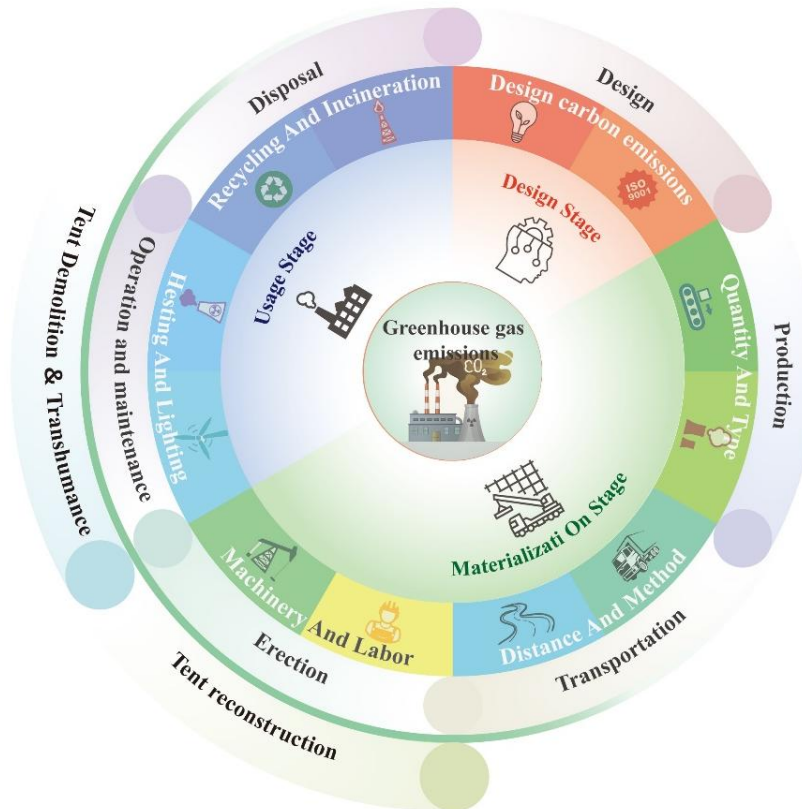 Greenhouse gas
emissions
CO₂
Design Stage
Materializati On Stage
Usage Stage
Design carbon emissions
ISO
9001
Quantity And Type
Distance And Method
Machinery And Labor
Hesting And Lighting
Recycling And Incineration
Design
Production
Transportation
Erection
Operation and maintenance
Disposal
Tent reconstruction
Tent Demolition & Transhumance